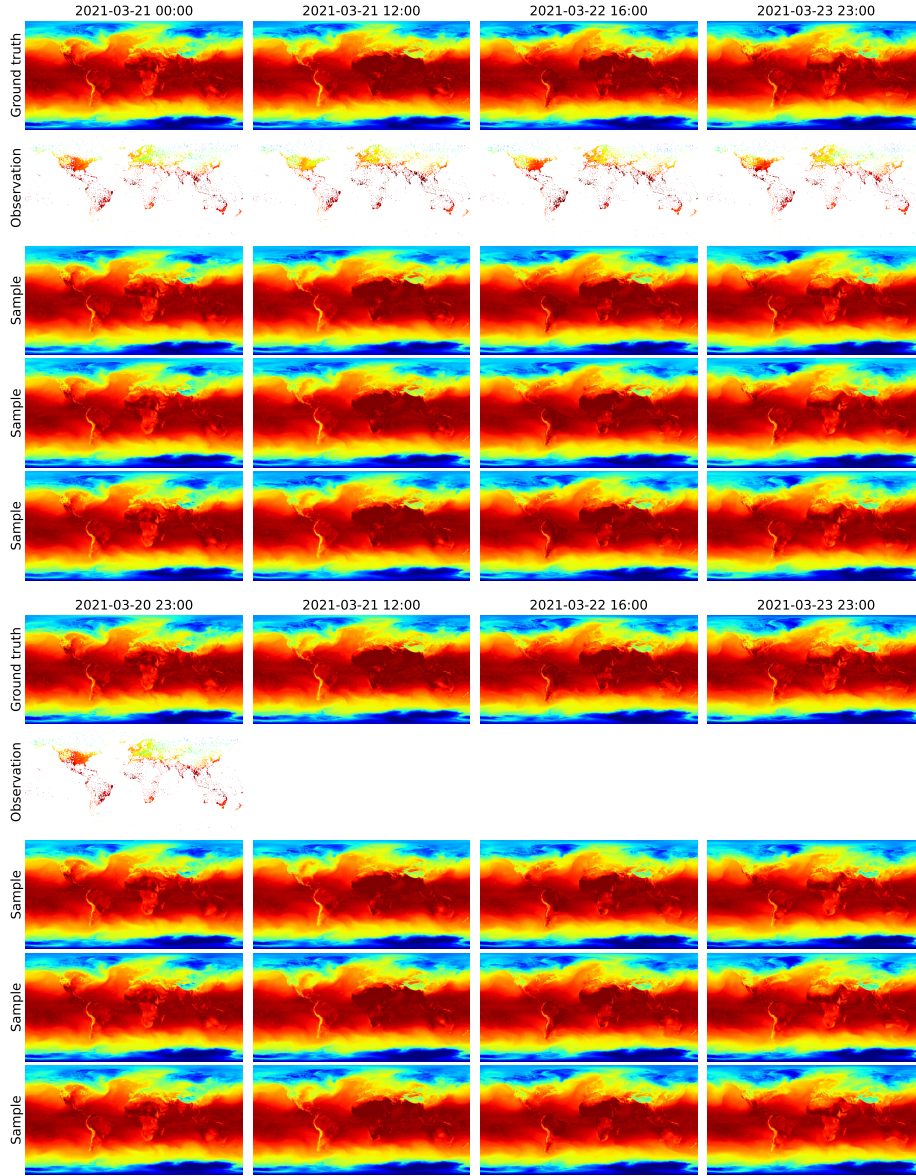 2021-03-21 00:00 2021-03-21 12:00 2021-03-22 16:00 2021-03-23 23:00
Ground truth
Observation
Sample
Sample
Sample
2021-03-20 23:00 2021-03-21 12:00 2021-03-22 16:00 2021-03-23 23:00
Ground truth
Observation
Sample
Sample
Sample